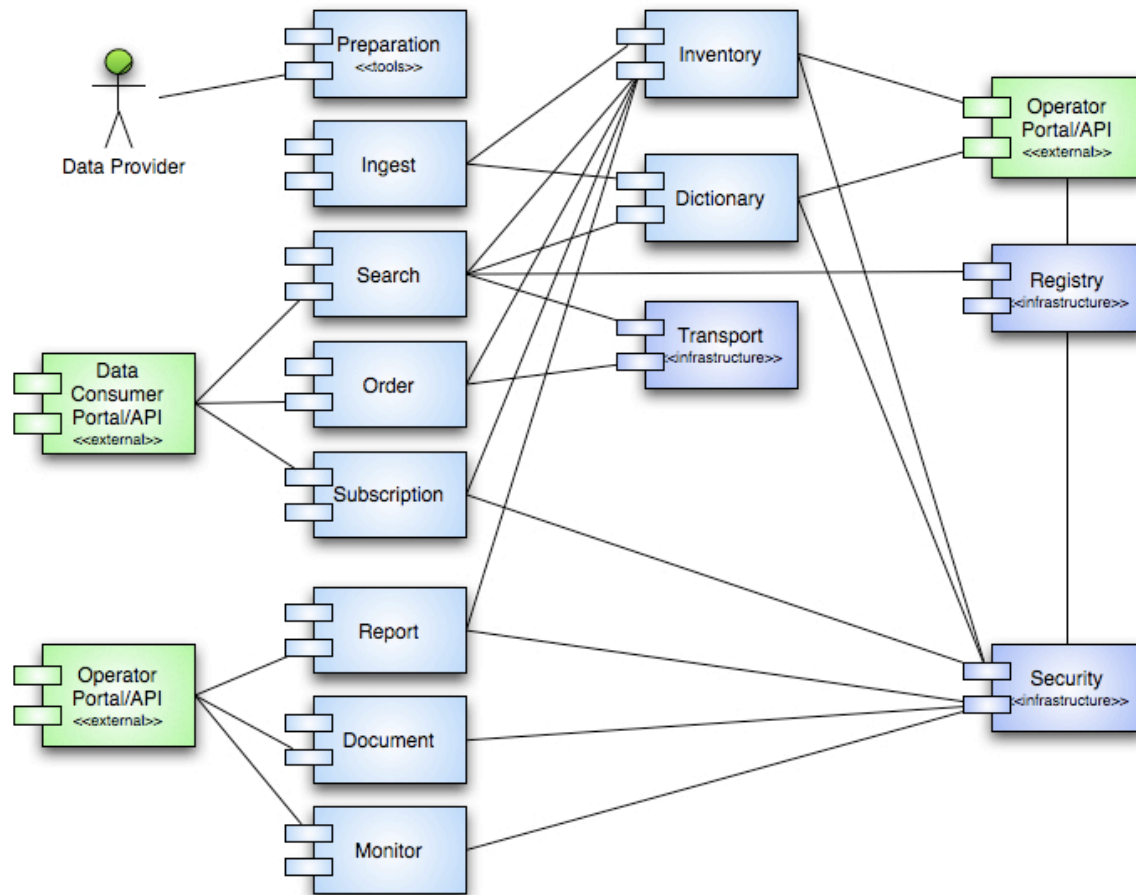 Preparation
<<tools>>
Data Provider
Ingest
Search
Data
Consumer
Portal/API
<<external>>
Order
Subscription
Operator
Portal/API
<<external>>
Report
Document
Monitor
Inventory
Dictionary
Transport
<<infrastructure>>
Operator
Portal/API
<<external>>
Registry
<<infrastructure>>
Security
<<infrastructure>>